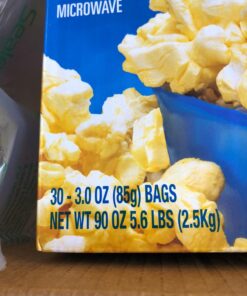 MICROWAVE
30 - 3.0 OZ (85g) BAGS
NET WT 90 OZ 5.6 LBS (2.5Kg)